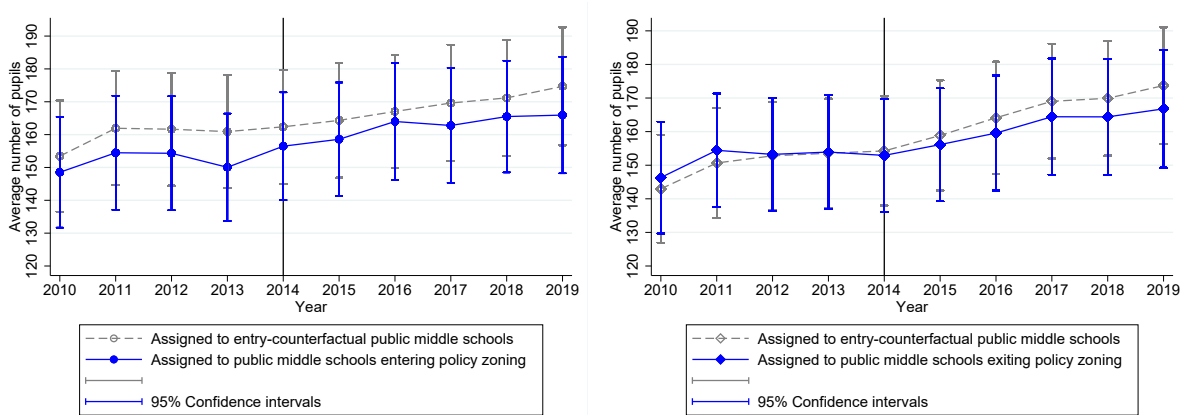 Average number of pupils
190
180
170
160
150
140
130
120
2010 2011 2012 2013 2014 2015 2016 2017 2018 2019
Year
Assigned to entry-counterfactual public middle schools
Assigned to public middle schools entering policy zoning
95% Confidence intervals
Average number of pupils
190
180
170
160
150
140
130
120
2010 2011 2012 2013 2014 2015 2016 2017 2018 2019
Year
Assigned to entry-counterfactual public middle schools
Assigned to public middle schools exiting policy zoning
95% Confidence intervals